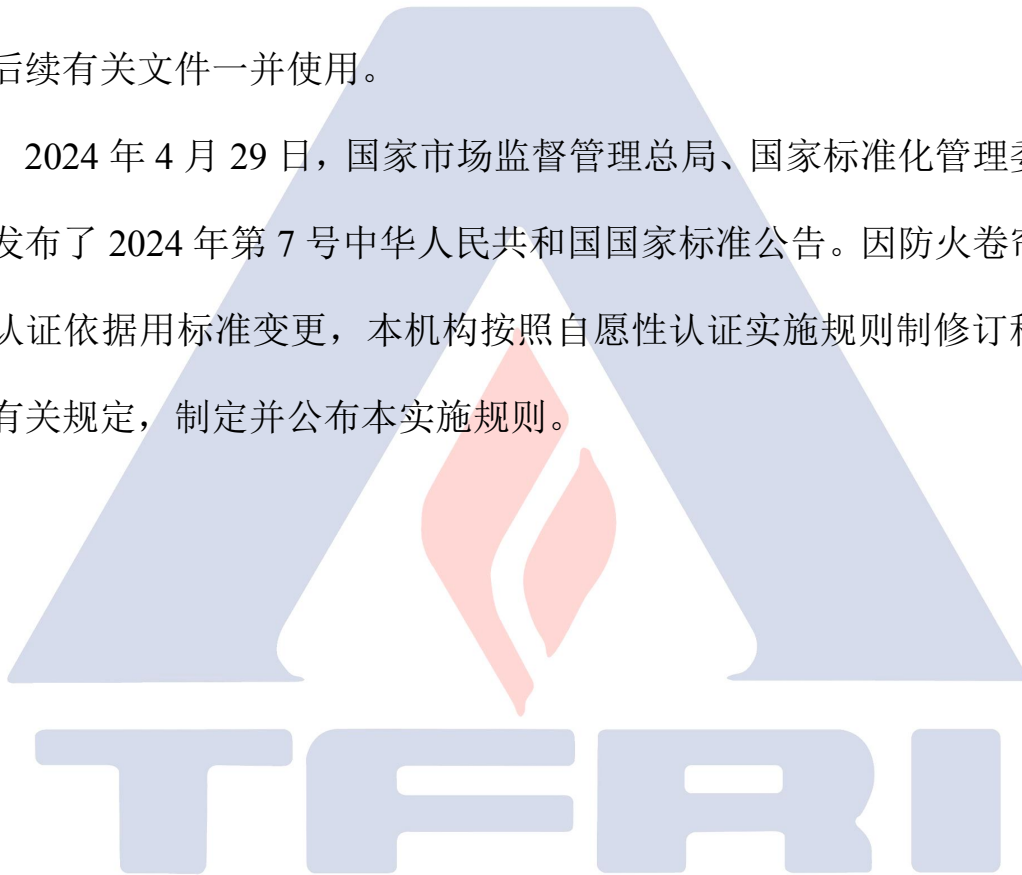 后续有关文件一并使用。
2024 年 4 月 29 日，国家市场监督管理总局、国家标准化管理委
发布了 2024 年第 7 号中华人民共和国国家标准公告。因防火卷帘
认证依据用标准变更，本机构按照自愿性认证实施规则制修订和
有关规定，制定并公布本实施规则。
TFRI